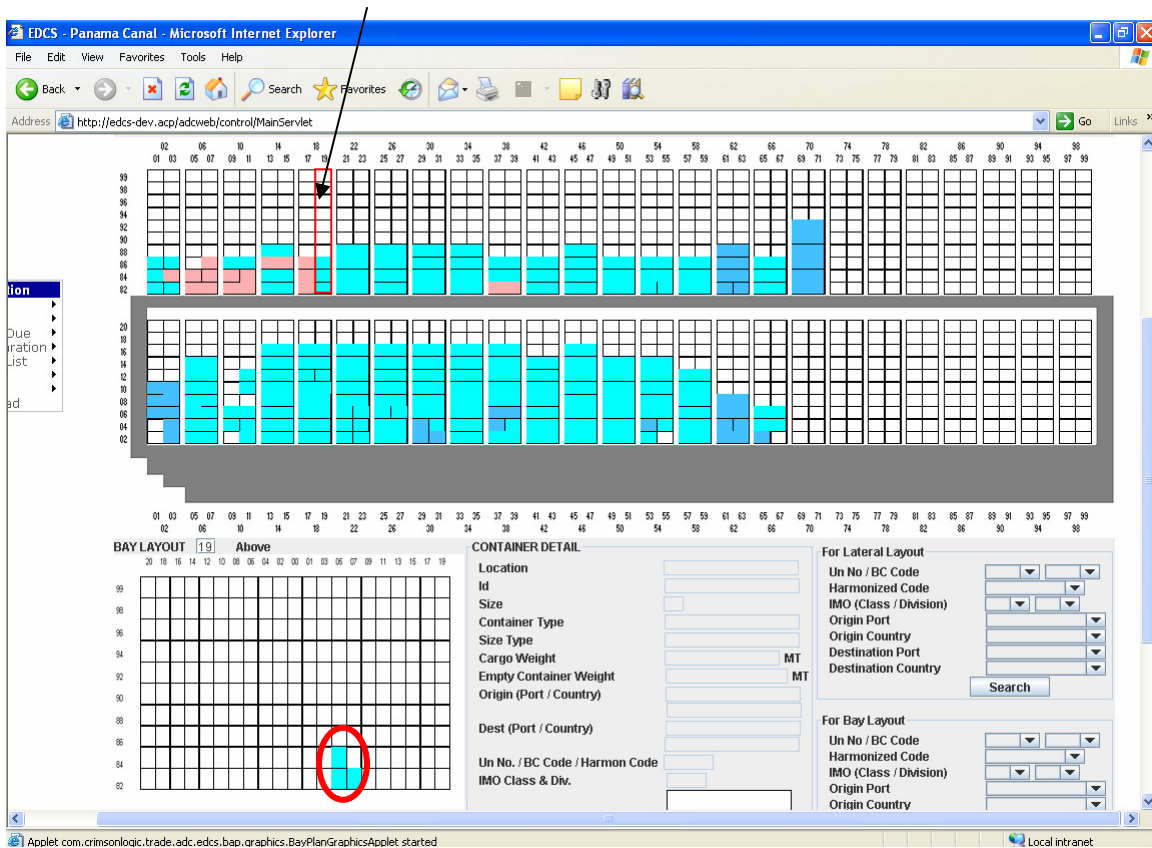 EDCS - Panama Canal - Microsoft Internet Explorer
File Edit View Favorites Tools Help
Back Search Favorites
Address http://edcs-dev.acp/adcweb/control/MainServlet Go Links »
02 06 10 14 18 22 26 30 34 38 42 46 50 54 58 62 66 70 74 78 82 86 90 94 98
01 03 05 07 09 11 13 15 17 19 21 23 25 27 29 31 33 35 37 39 41 43 45 47 49 51 53 55 57 59 61 63 65 67 69 71 73 75 77 79 81 83 85 87 89 91 93 95 97 99
99
98
96
94
92
90
88
86
84
82
tion
Due
ration
List
ad
20
18
16
14
12
10
08
06
04
02
01 03 05 07 09 11 13 15 17 19 21 23 25 27 29 31 33 35 37 39 41 43 45 47 49 51 53 55 57 59 61 63 65 67 69 71 73 75 77 79 81 83 85 87 89 91 93 95 97 99
02 06 10 14 18 22 26 30 34 38 42 46 50 54 58 62 66 70 74 78 82 86 90 94 98
BAY LAYOUT 19 Above
20 18 16 14 12 10 08 06 04 02 00 01 03 05 07 09 11 13 15 17 19
99
98
96
94
92
90
88
86
84
82
CONTAINER DETAIL
Location
Id
Size
Container Type
Size Type
Cargo Weight MT
Empty Container Weight MT
Origin (Port / Country)
Dest (Port / Country)
Un No. / BC Code / Harmon Code
IMO Class & Div.
For Lateral Layout
Un No / BC Code
Harmonized Code
IMO (Class / Division)
Origin Port
Origin Country
Destination Port
Destination Country
Search
For Bay Layout
Un No / BC Code
Harmonized Code
IMO (Class / Division)
Origin Port
Origin Country
Applet com.crimsonlogic.trade.adc.edcs.bap.graphics.BayPlanGraphicsApplet started Local intranet